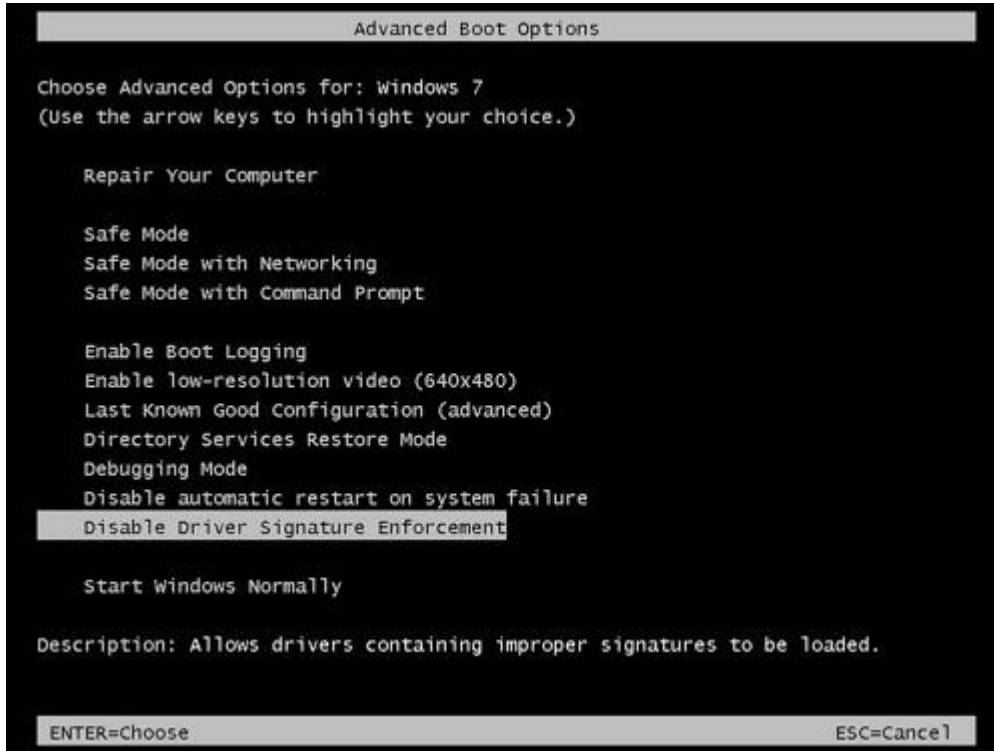 Advanced Boot Options
Choose Advanced Options for: Windows 7
(Use the arrow keys to highlight your choice.)
Repair Your Computer
Safe Mode
Safe Mode with Networking
Safe Mode with Command Prompt
Enable Boot Logging
Enable low-resolution video (640x480)
Last Known Good Configuration (advanced)
Directory Services Restore Mode
Debugging Mode
Disable automatic restart on system failure
Disable Driver Signature Enforcement
Start Windows Normally
Description: Allows drivers containing improper signatures to be loaded.
ENTER=Choose ESC=Cancel